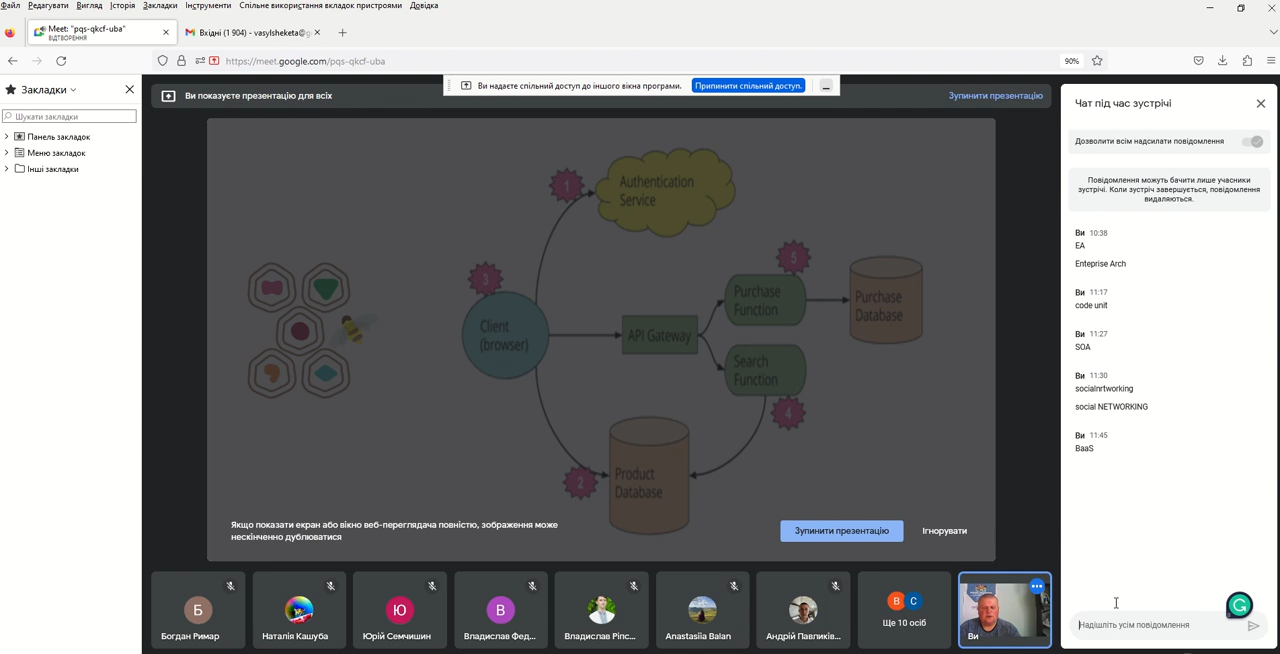 Файл Редагувати Вигляд Історія Закладки Інструменти Спільне використання вкладок пристроями Довідка
Meet: "pqs-qkcf-uba"
ВІДТВОРЕННЯ
Вхідні (1 904) - vasylsheketa@g
https://meet.google.com/pqs-qkcf-uba
90%
Закладки
Шукати закладки
Панель закладок
Меню закладок
Інші закладки
Ви надаєте спільний доступ до іншого вікна програми.
Припинити спільний доступ.
Ви показуєте презентацію для всіх
Зупинити презентацію
1
Authentication
Service
3
Client
(browser)
API Gateway
5
Purchase
Function
Purchase
Database
Search
Function
4
2
Product
Database
Якщо показати екран або вікно веб-переглядача повністю, зображення може
нескінченно дублюватися
Зупинити презентацію
Ігнорувати
Б
Богдан Римар
Наталія Кашуба
Ю
Юрій Семчишин
В
Владислав Фед...
Владислав Ріпс...
Anastasiia Balan
Андрій Павликів...
В С
Ще 10 осіб
Ви
Чат під час зустрічі
Дозволити всім надсилати повідомлення
Повідомлення можуть бачити лише учасники
зустрічі. Коли зустріч завершується, повідомлення
видаляються.
Ви 10:38
EA
Enteprise Arch
Ви 11:17
code unit
Ви 11:27
SOA
Ви 11:30
socialnrtworking
social NETWORKING
Ви 11:45
BaaS
Надішліть усім повідомлення